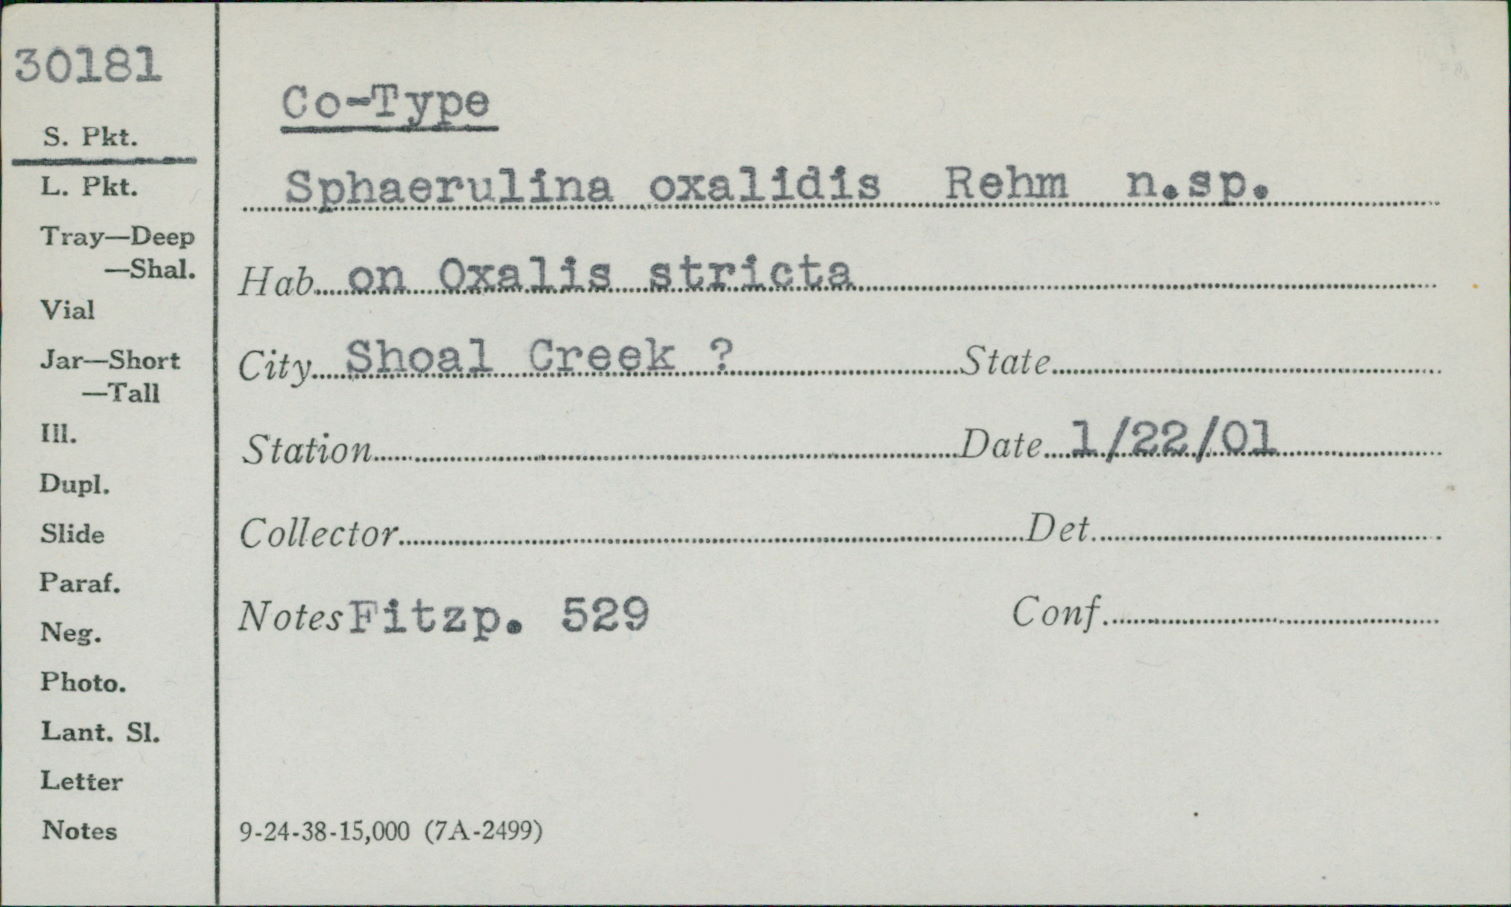 30181
Co-Type
S. Pkt.
L. Pkt.
Tray—Deep
—Shal.
Vial
Jar—Short
—Tall
Ill.
Dupl.
Slide
Paraf.
Neg.
Photo.
Lant. Sl.
Letter
Notes
Sphaerulina oxalidis Rehm n.sp.
Hab. on Oxalis stricta
City Shoal Creek ? State
Station Date 1/22/01
Collector Det.
Notes Fitzp. 529 Conf.
9-24-38-15,000 (7A-2499)